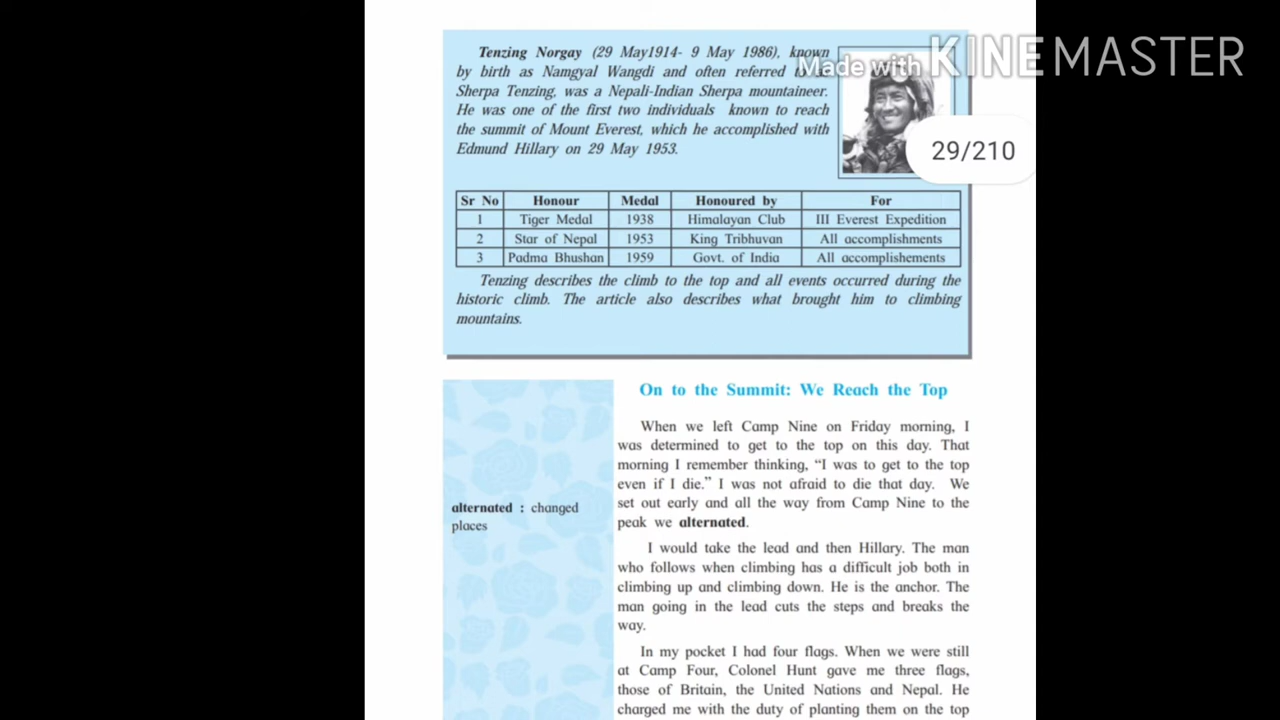 Made with KINEMASTER
29/210
Tenzing Norgay (29 May1914- 9 May 1986), known
by birth as Namgyal Wangdi and often referred
Sherpa Tenzing, was a Nepali-Indian Sherpa mountaineer.
He was one of the first two individuals known to reach
the summit of Mount Everest, which he accomplished with
Edmund Hillary on 29 May 1953.
Sr No Honour Medal Honoured by For
1 Tiger Medal 1938 Himalayan Club III Everest Expedition
2 Star of Nepal 1953 King Tribhuvan All accomplishments
3 Padma Bhushan 1959 Govt. of India All accomplishements
Tenzing describes the climb to the top and all events occurred during the
historic climb. The article also describes what brought him to climbing
mountains.
On to the Summit: We Reach the Top
When we left Camp Nine on Friday morning, I
was determined to get to the top on this day. That
morning I remember thinking, “I was to get to the top
even if I die.” I was not afraid to die that day. We
set out early and all the way from Camp Nine to the
peak we alternated.
alternated : changed
places
I would take the lead and then Hillary. The man
who follows when climbing has a difficult job both in
climbing up and climbing down. He is the anchor. The
man going in the lead cuts the steps and breaks the
way.
In my pocket I had four flags. When we were still
at Camp Four, Colonel Hunt gave me three flags,
those of Britain, the United Nations and Nepal. He
charged me with the duty of planting them on the top